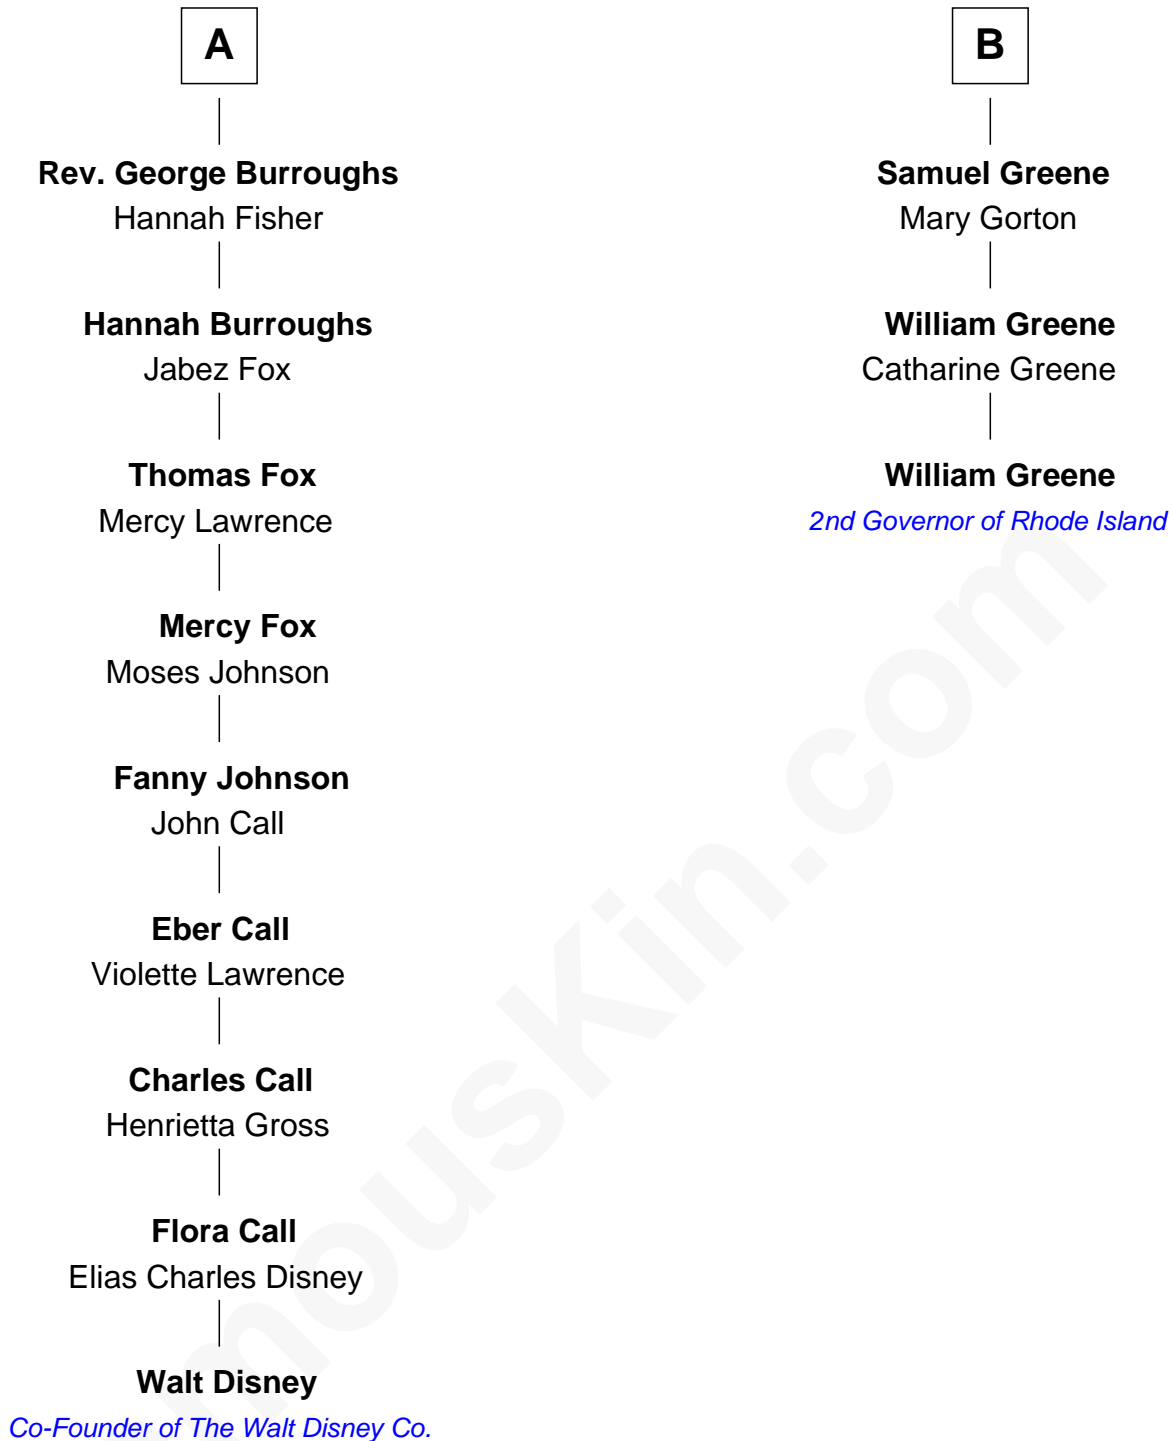 A
Rev. George Burroughs
Hannah Fisher
Hannah Burroughs
Jabez Fox
Thomas Fox
Mercy Lawrence
Mercy Fox
Moses Johnson
Fanny Johnson
John Call
Eber Call
Violette Lawrence
Charles Call
Henrietta Gross
Flora Call
Elias Charles Disney
Walt Disney
Co-Founder of The Walt Disney Co.
B
Samuel Greene
Mary Gorton
William Greene
Catharine Greene
William Greene
2nd Governor of Rhode Island
mousKin.com